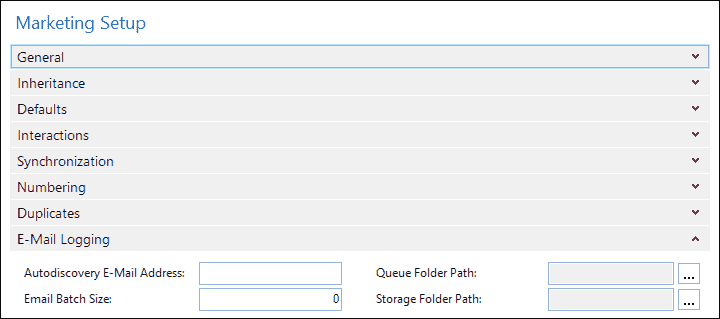 Marketing Setup
General
Inheritance
Defaults
Interactions
Synchronization
Numbering
Duplicates
E-Mail Logging
Autodiscovery E-Mail Address:
Queue Folder Path:
...
Email Batch Size:
0
Storage Folder Path:
...